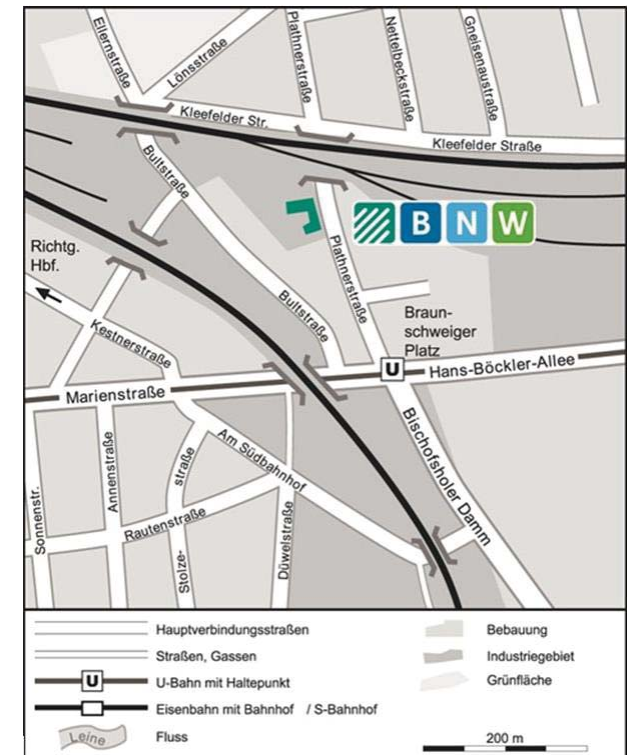 Ellernstraße
Lönsstraße
Plathnerstraße
Nettelbeckstraße
Gneisenaustraße
Kleefelder Str.
Kleefelder Straße
Bultstraße
BNW
Richtg.
Hbf.
Plathnerstraße
Bultstraße
Braun-
schweiger
Platz
Kestnerstraße
U
Hans-Böckler-Allee
Marienstraße
Bischofsholer Damm
Am Südbahnhof
Sonnenstr.
Annenstraße
straße
Rautenstraße
Stolze-
Düwelstraße
Hauptverbindungsstraßen
Bebauung
Straßen, Gassen
Industriegebiet
U
U-Bahn mit Haltepunkt
Grünfläche
Eisenbahn mit Bahnhof / S-Bahnhof
Leine
Fluss
200 m